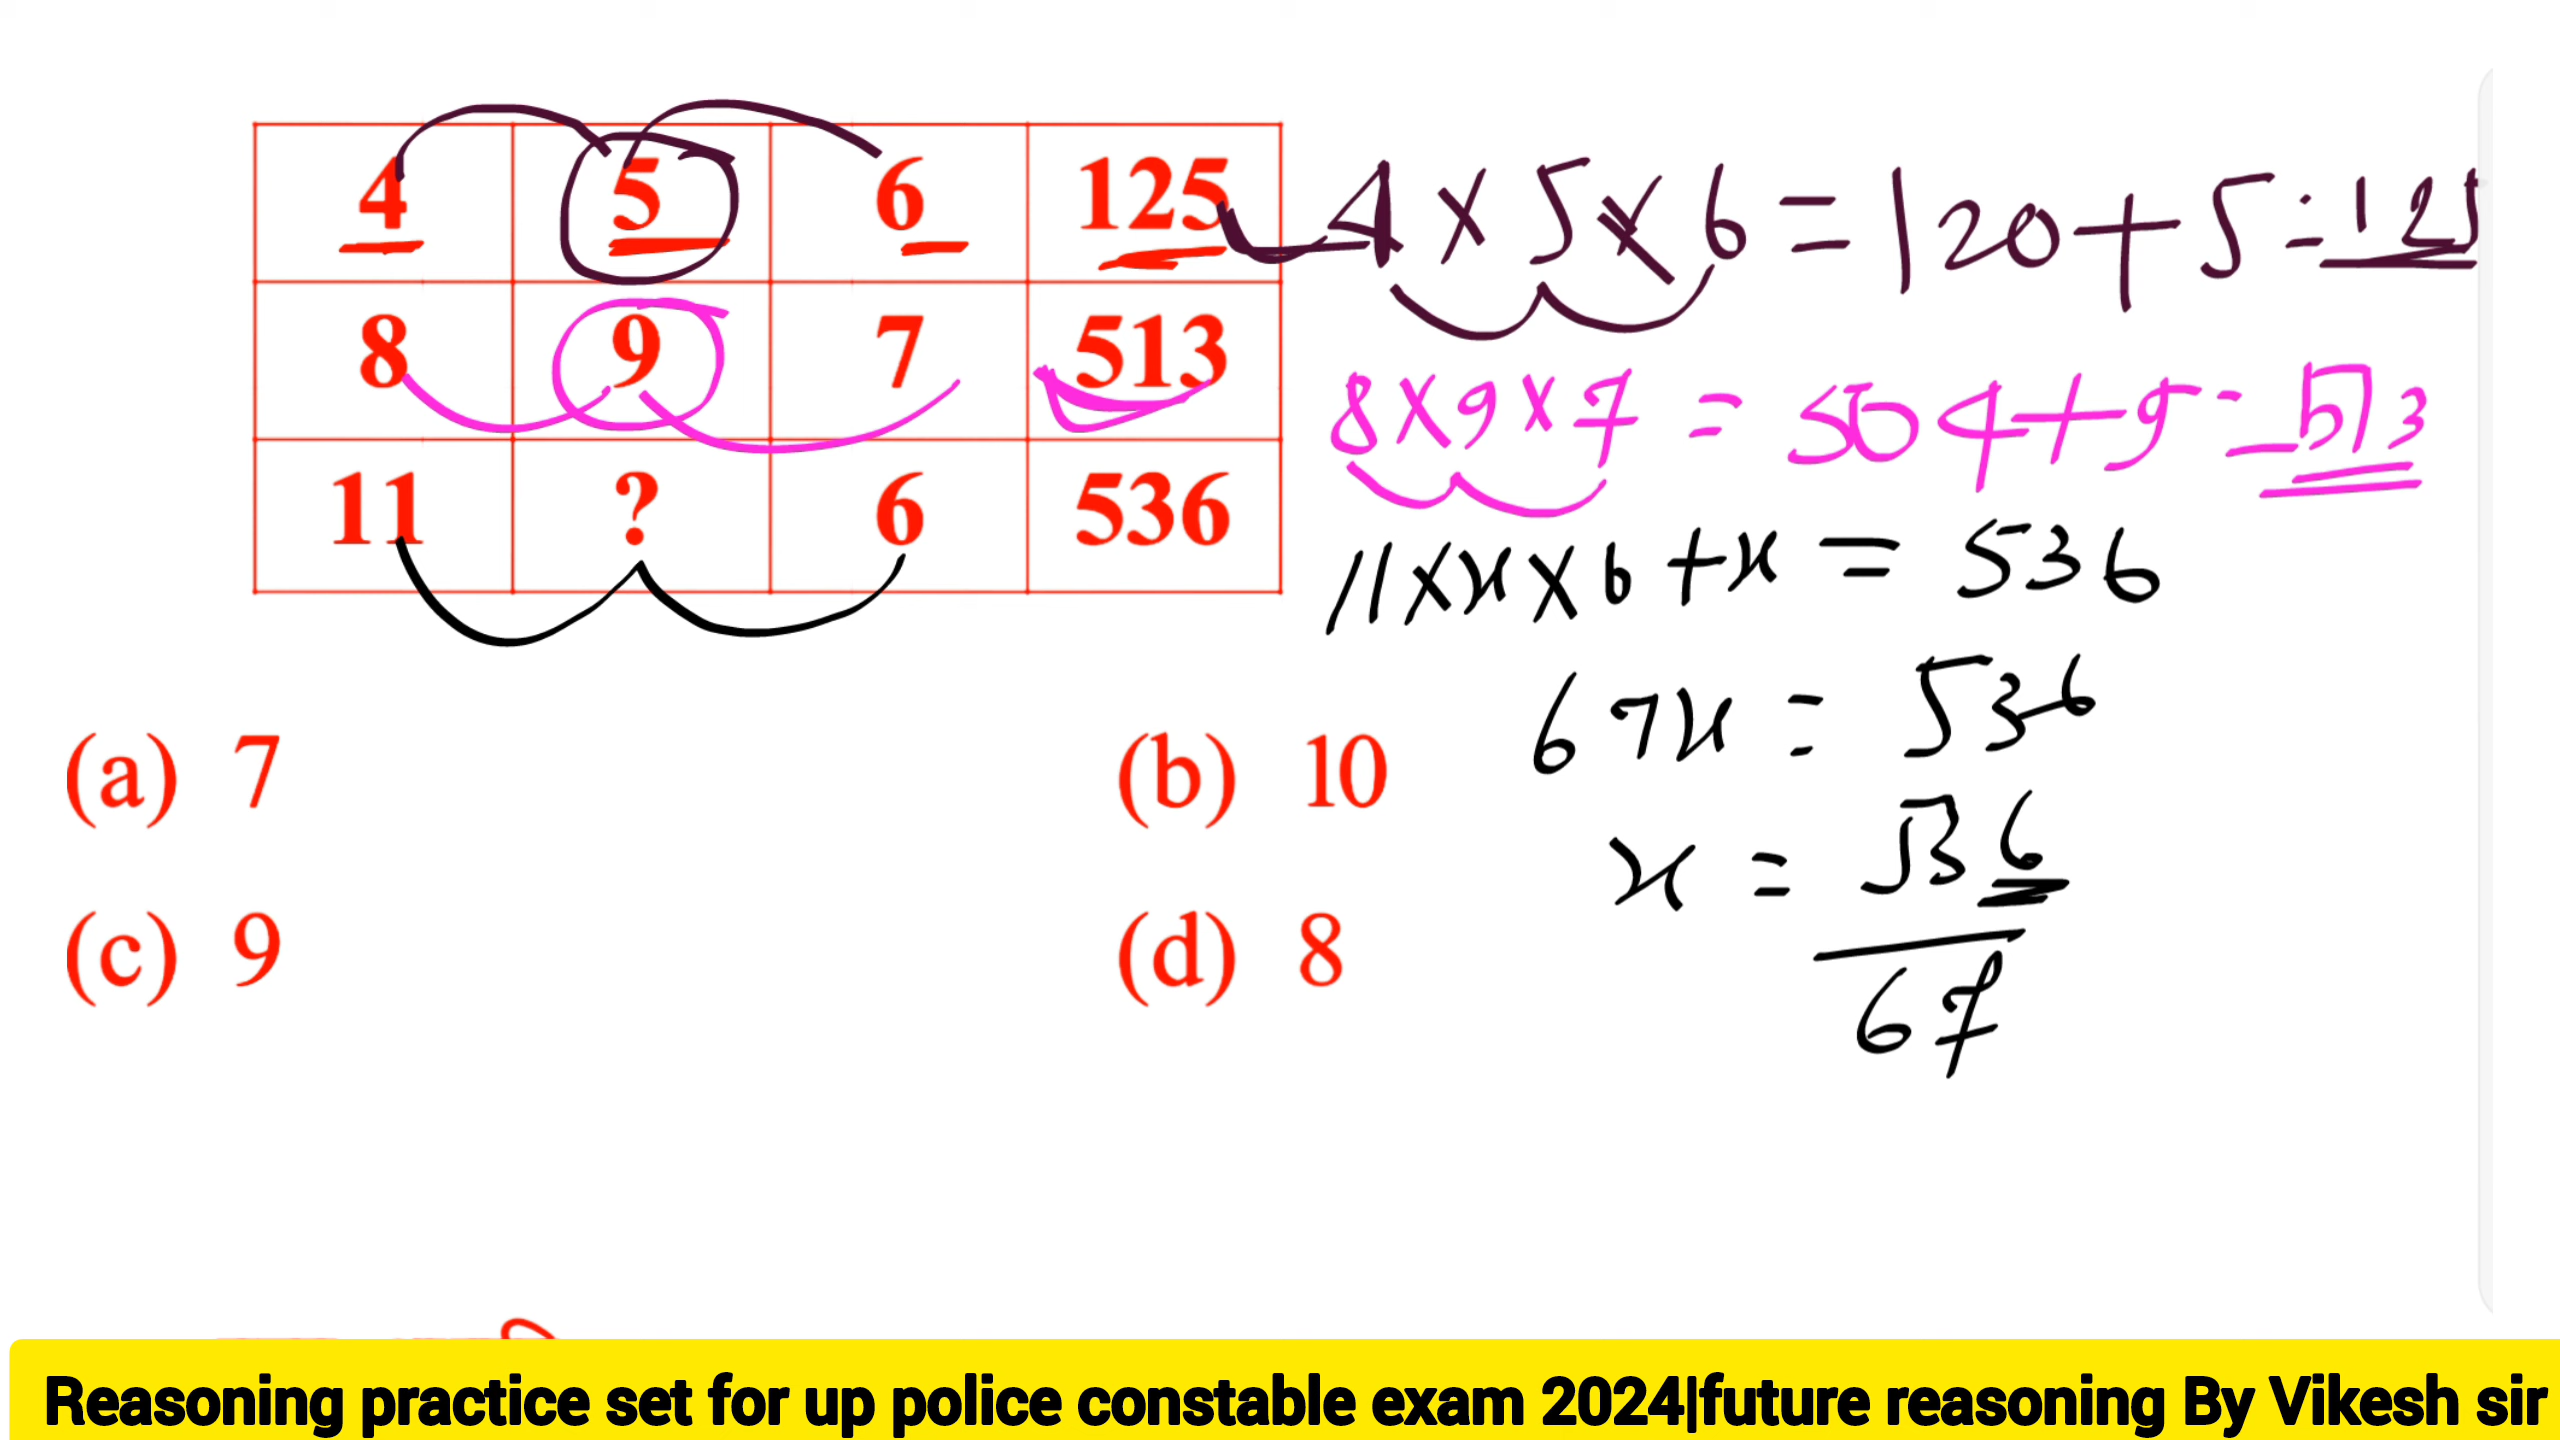 4 5 6 125 4 × 5 × 6 = 120 + 5 = 125
8 9 7 513 8 × 9 × 7 = 504 + 9 = 513
11 ? 6 536 11 × x × 6 + x = 536
67x = 536
(a) 7 (b) 10
x = 536
67
(c) 9 (d) 8
Reasoning practice set for up police constable exam 2024|future reasoning By Vikesh sir